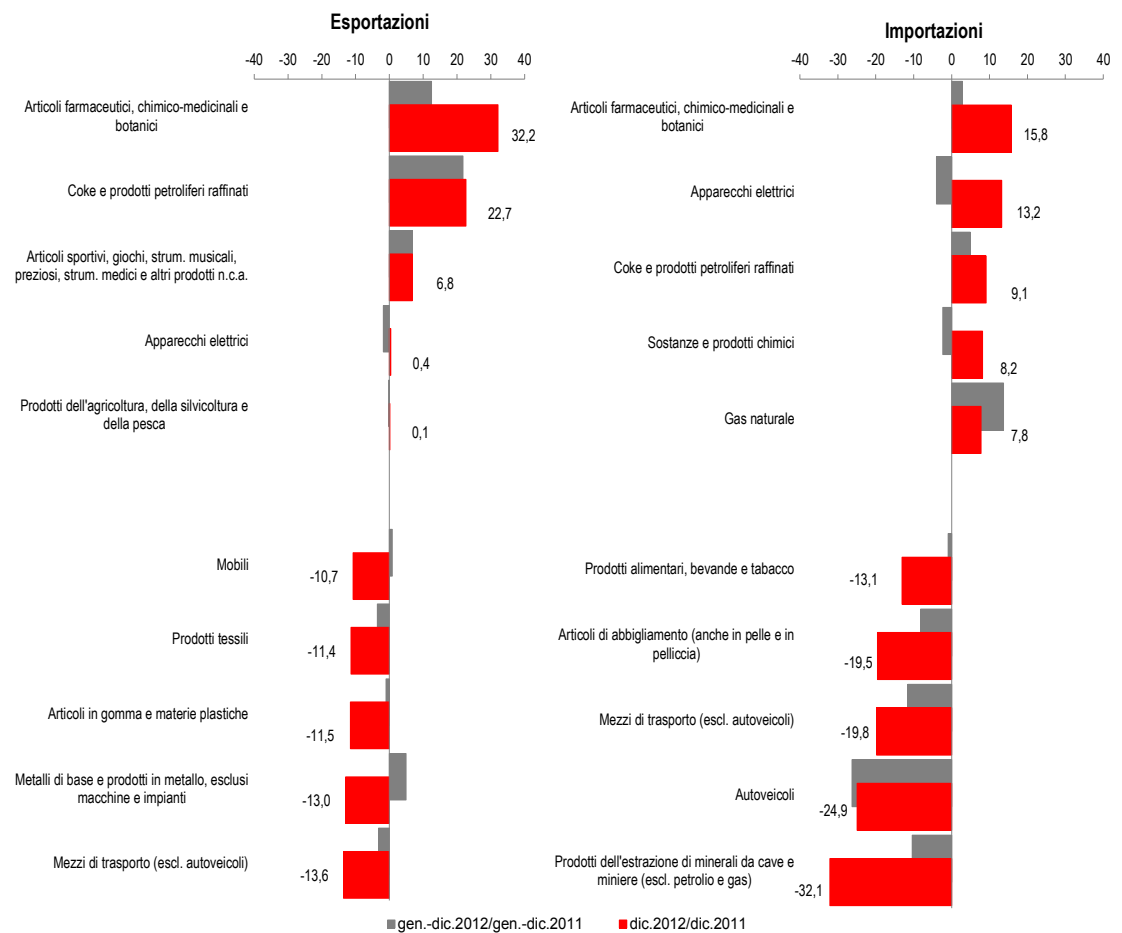 Esportazioni
-40 -30 -20 -10 0 10 20 30 40
Articoli farmaceutici, chimico-medicinali e
botanici
32,2
Coke e prodotti petroliferi raffinati
22,7
Articoli sportivi, giochi, strum. musicali,
preziosi, strum. medici e altri prodotti n.c.a.
6,8
Apparecchi elettrici
0,4
Prodotti dell'agricoltura, della silvicoltura e
della pesca
0,1
Mobili
-10,7
Prodotti tessili
-11,4
Articoli in gomma e materie plastiche
-11,5
Metalli di base e prodotti in metallo, esclusi
macchine e impianti
-13,0
Mezzi di trasporto (escl. autoveicoli)
-13,6
Importazioni
-40 -30 -20 -10 0 10 20 30 40
Articoli farmaceutici, chimico-medicinali e
botanici
15,8
Apparecchi elettrici
13,2
Coke e prodotti petroliferi raffinati
9,1
Sostanze e prodotti chimici
8,2
Gas naturale
7,8
Prodotti alimentari, bevande e tabacco
-13,1
Articoli di abbigliamento (anche in pelle e in
pelliccia)
-19,5
Mezzi di trasporto (escl. autoveicoli)
-19,8
Autoveicoli
-24,9
Prodotti dell'estrazione di minerali da cave e
miniere (escl. petrolio e gas)
-32,1
gen.-dic.2012/gen.-dic.2011 dic.2012/dic.2011